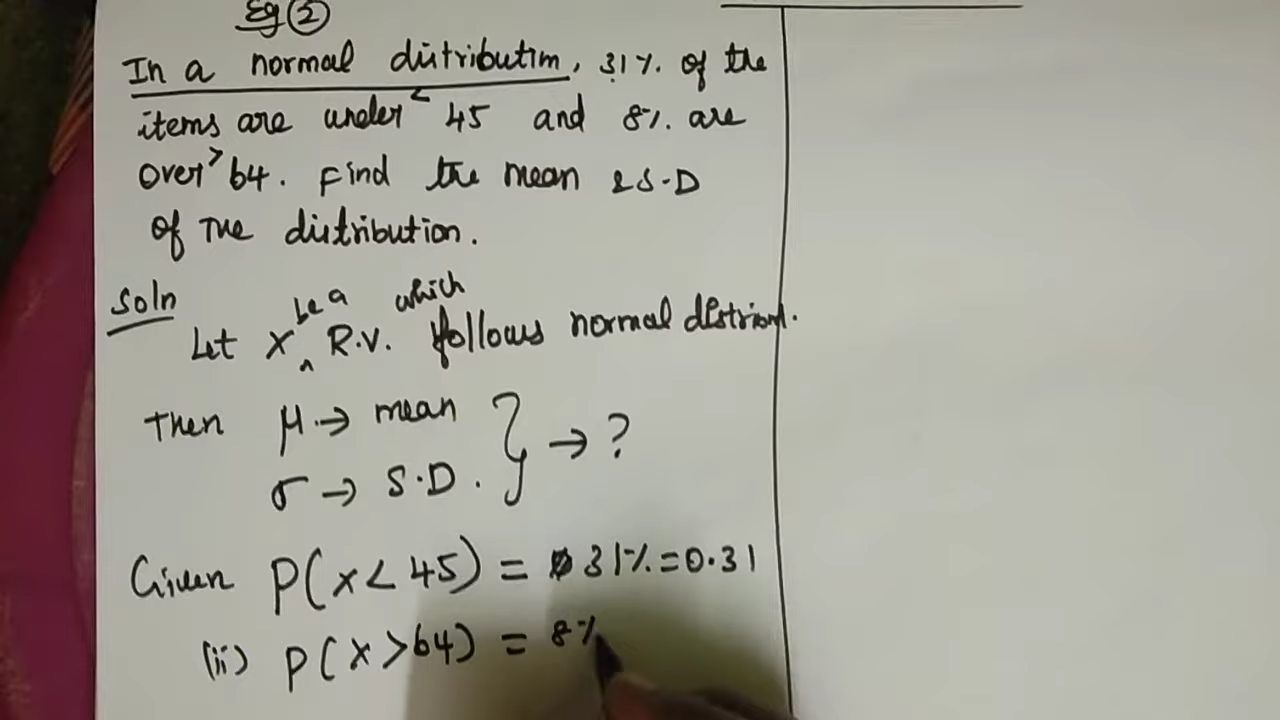 Eg ②
In a normal distribution, 31% of the
items are under < 45 and 8% are
over > 64. Find the mean & S.D
of the distribution.
Soln
Let X be a R.V. which follows normal
Then μ → mean
σ → S.D. } → ?
Given P(X < 45) = 31% = 0.31
(ii) P(X > 64) = 8%